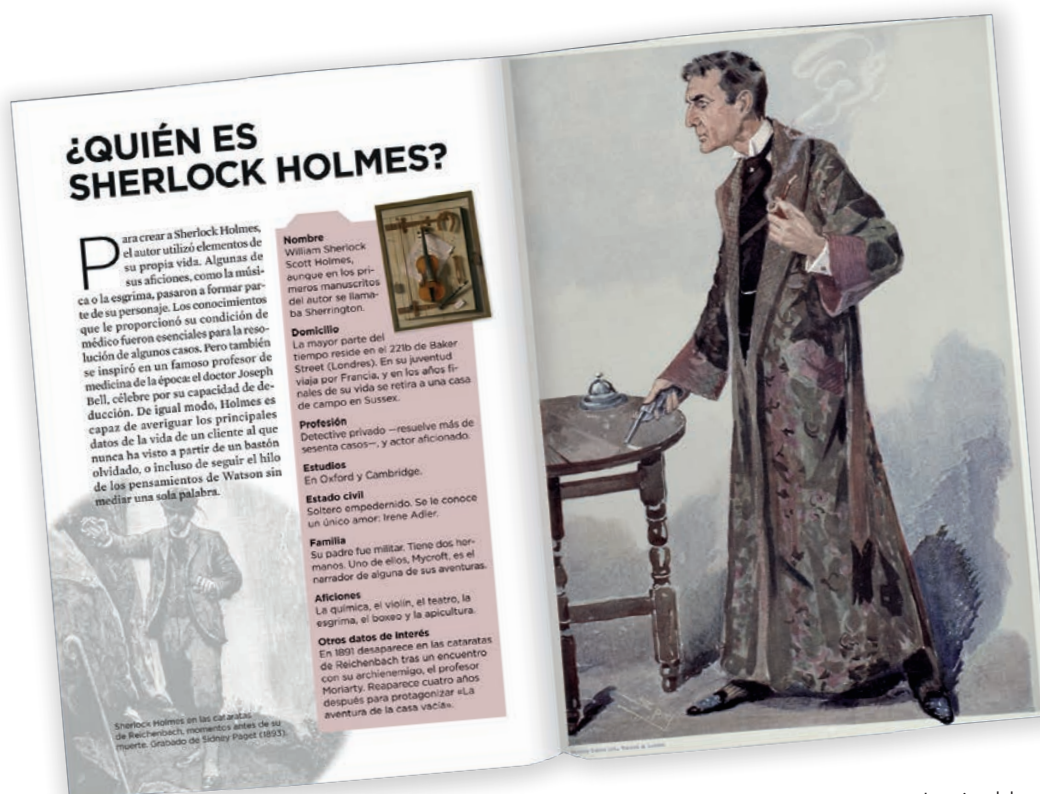 ¿QUIÉN ES
SHERLOCK HOLMES?
Para crear a Sherlock Holmes,
el autor utilizó elementos de
su propia vida. Algunas de
sus aficiones, como la músi-
ca o la esgrima, pasaron a formar par-
te de su personaje. Los conocimientos
que le proporcionó su condición de
médico fueron esenciales para la reso-
lución de algunos casos. Pero también
se inspiró en un famoso profesor de
medicina de la época: el doctor Joseph
Bell, célebre por su capacidad de de-
ducción. De igual modo, Holmes es
capaz de averiguar los principales
datos de la vida de un cliente al que
nunca ha visto a partir de un bastón
olvidado, o incluso de seguir el hilo
de los pensamientos de Watson sin
mediar una sola palabra.
Sherlock Holmes en las cataratas
de Reichenbach, momentos antes de su
muerte. Grabado de Sidney Paget (1893).
Nombre
William Sherlock
Scott Holmes,
aunque en los pri-
meros manuscritos
del autor se llama-
ba Sherrington.
Domicilio
La mayor parte del
tiempo reside en el 221b de Baker
Street (Londres). En su juventud
viaja por Francia, y en los años fi-
nales de su vida se retira a una casa
de campo en Sussex.
Profesión
Detective privado —resuelve más de
sesenta casos—, y actor aficionado.
Estudios
En Oxford y Cambridge.
Estado civil
Soltero empedernido. Se le conoce
un único amor: Irene Adler.
Familia
Su padre fue militar. Tiene dos her-
manos. Uno de ellos, Mycroft, es el
narrador de alguna de sus aventuras.
Aficiones
La química, el violín, el teatro, la
esgrima, el boxeo y la apicultura.
Otros datos de interés
En 1891 desaparece en las cataratas
de Reichenbach tras un encuentro
con su archienemigo, el profesor
Moriarty. Reaparece cuatro años
después para protagonizar «La
aventura de la casa vacía».